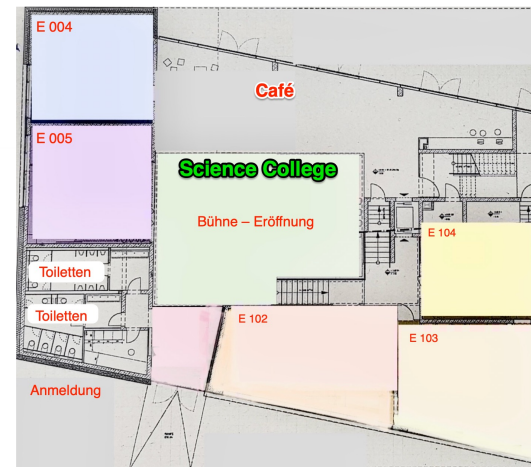 E 004
Café
E 005
Science College
Bühne – Eröffnung
E 104
Toiletten
Toiletten
E 102
E 103
Anmeldung